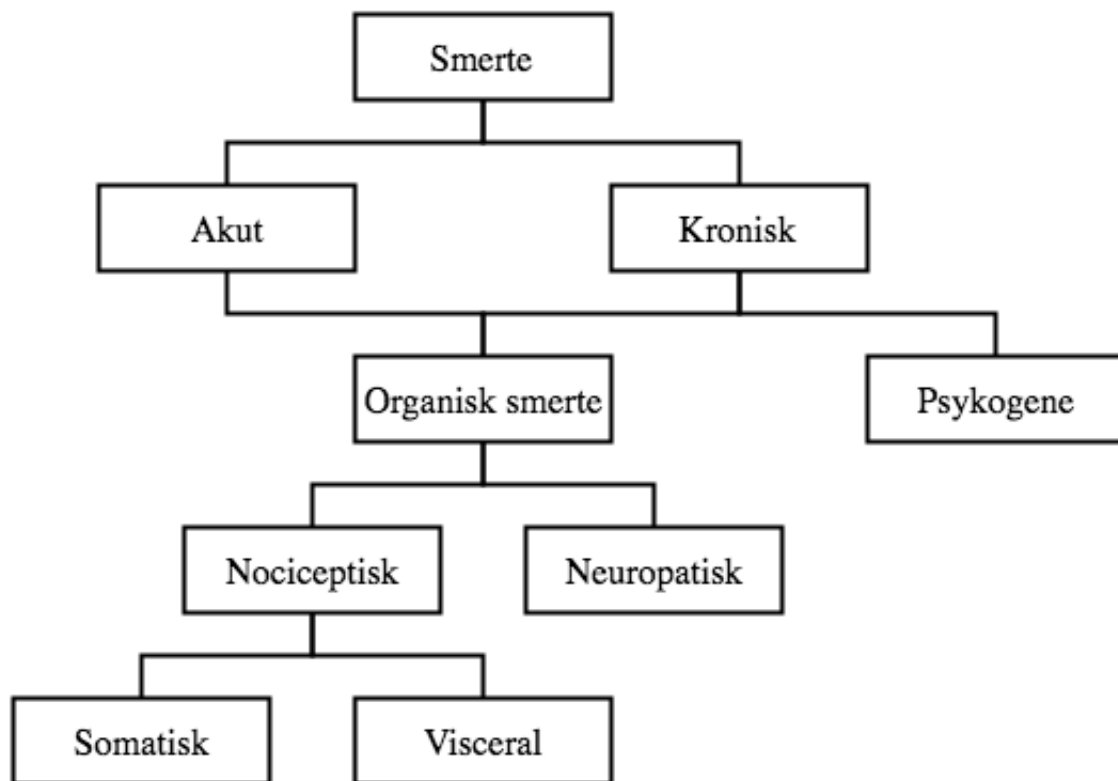 Smerte
Akut
Kronisk
Organisk smerte
Psykogene
Nociceptisk
Neuropatisk
Somatisk
Visceral